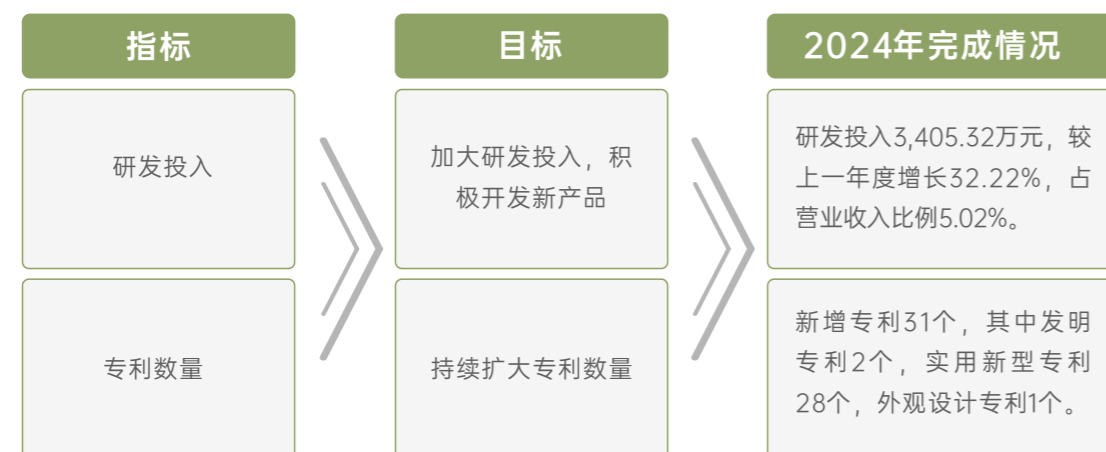 指标
目标
2024年完成情况
研发投入
加大研发投入，积
极开发新产品
研发投入3,405.32万元，较
上一年度增长32.22%，占
营业收入比例5.02%。
专利数量
持续扩大专利数量
新增专利31个，其中发明
专利2个，实用新型专利
28个，外观设计专利1个。